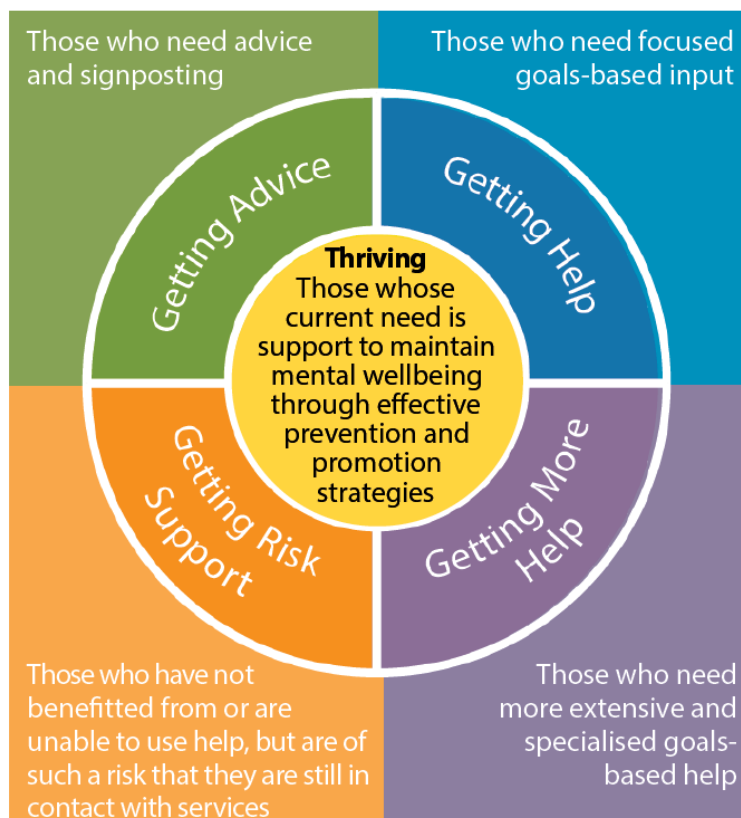 Those who need advice
and signposting
Those who need focused
goals-based input
Getting Advice
Getting Help
Thriving
Those whose
current need is
support to maintain
mental wellbeing
through effective
prevention and
promotion
strategies
Getting Risk
Support
Getting More
Help
Those who have not
benefitted from or are
unable to use help, but are of
such a risk that they are still in
contact with services
Those who need
more extensive and
specialised goals-
based help